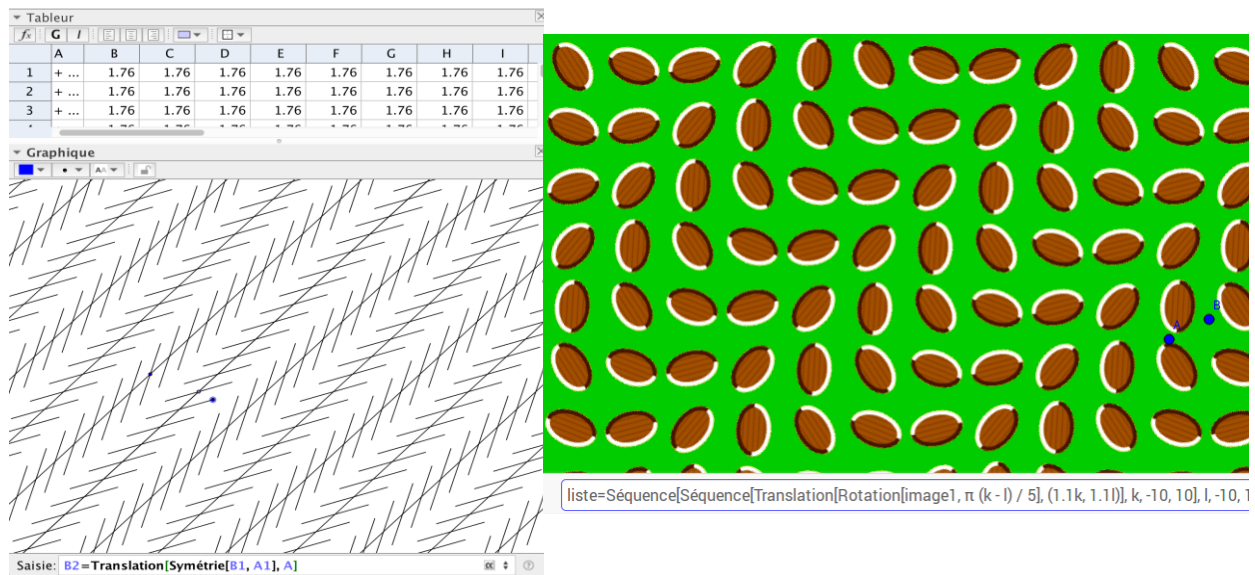 Tableur
fx G I
A B C D E F G H I
1 + ... 1.76 1.76 1.76 1.76 1.76 1.76 1.76 1.76
2 + ... 1.76 1.76 1.76 1.76 1.76 1.76 1.76 1.76
3 + ... 1.76 1.76 1.76 1.76 1.76 1.76 1.76 1.76
Graphique
AA
B
A
liste=Séquence[Séquence[Translation[Rotation[image1, π (k - l) / 5], (1.1k, 1.1l)], k, -10, 10], l, -10, 1
Saisie: B2=Translation[Symétrie[B1, A1], A] α